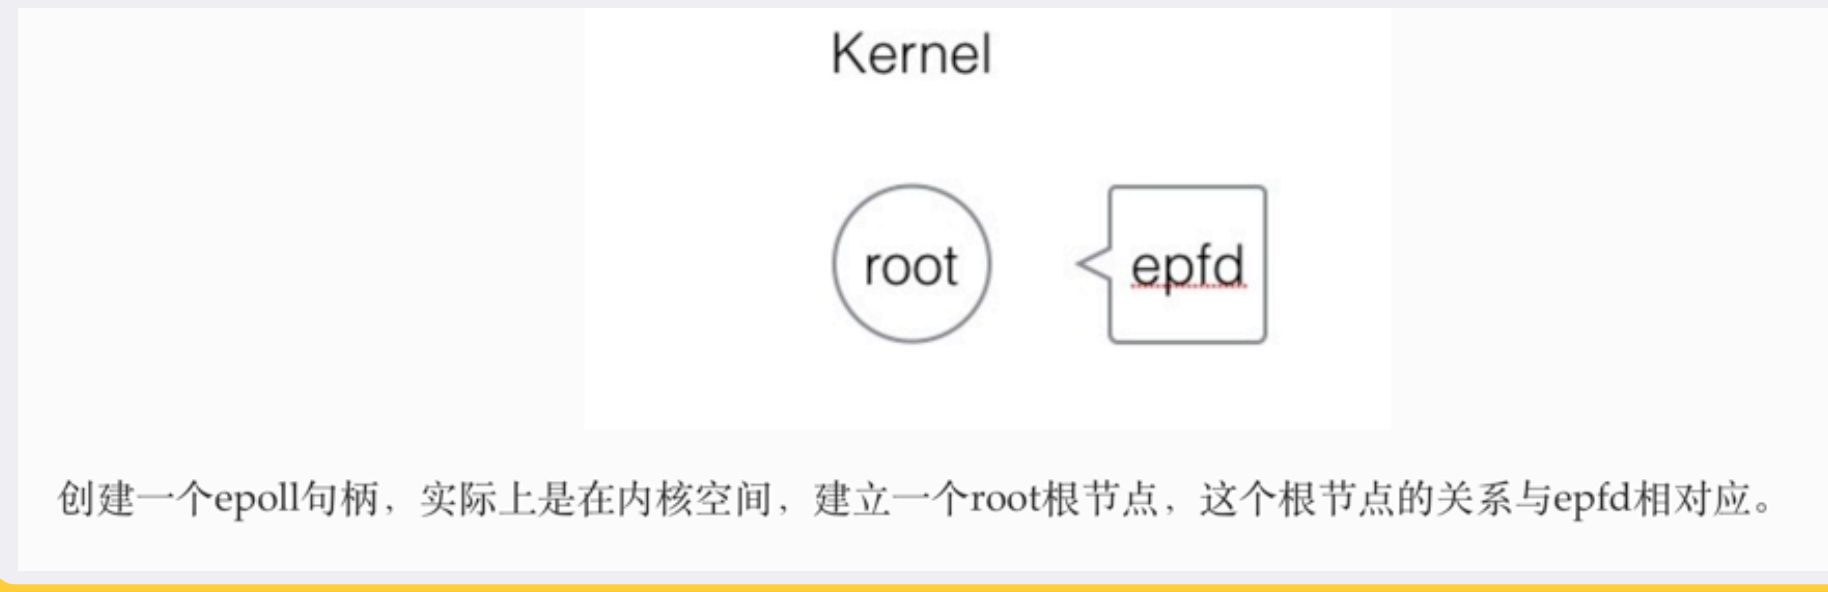 Kernel
root
epfd
创建一个epoll句柄，实际上是在内核空间，建立一个root根节点，这个根节点的关系与epfd相对应。